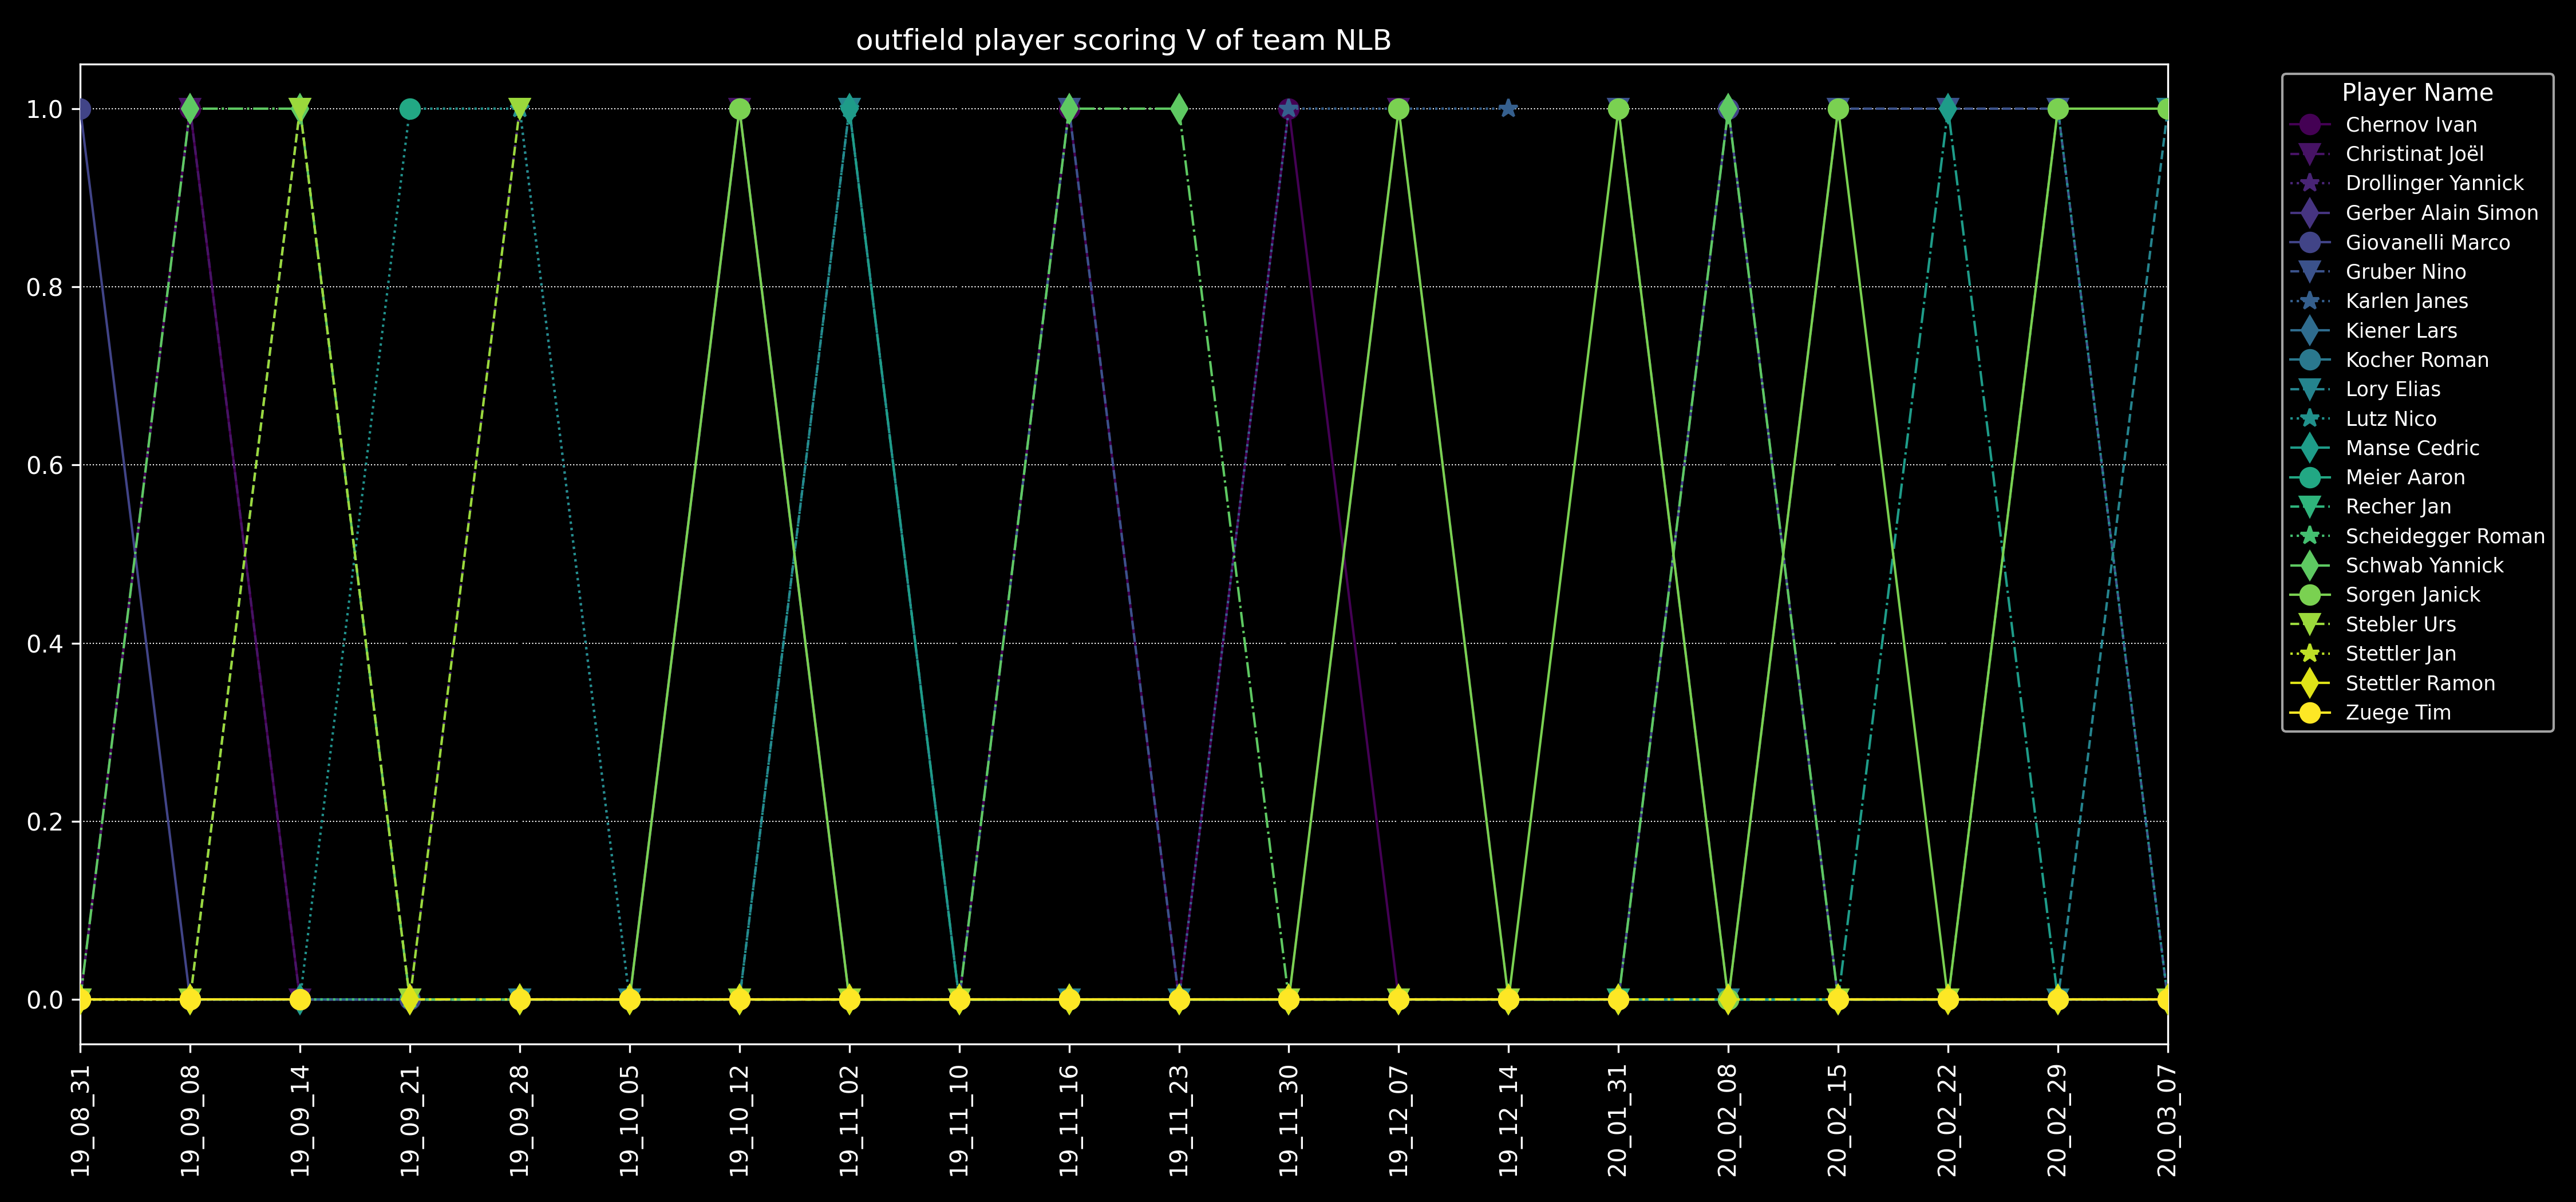 outfield player scoring V of team NLB
1.0
0.8
0.6
0.4
0.2
0.0
19_08_31
19_09_08
19_09_14
19_09_21
19_09_28
19_10_05
19_10_12
19_11_02
19_11_10
19_11_16
19_11_23
19_11_30
19_12_07
19_12_14
20_01_31
20_02_08
20_02_15
20_02_22
20_02_29
20_03_07
Player Name
Chernov Ivan
Christinat Joël
Drollinger Yannick
Gerber Alain Simon
Giovanelli Marco
Gruber Nino
Karlen Janes
Kiener Lars
Kocher Roman
Lory Elias
Lutz Nico
Manse Cedric
Meier Aaron
Recher Jan
Scheidegger Roman
Schwab Yannick
Sorgen Janick
Stebler Urs
Stettler Jan
Stettler Ramon
Zuege Tim